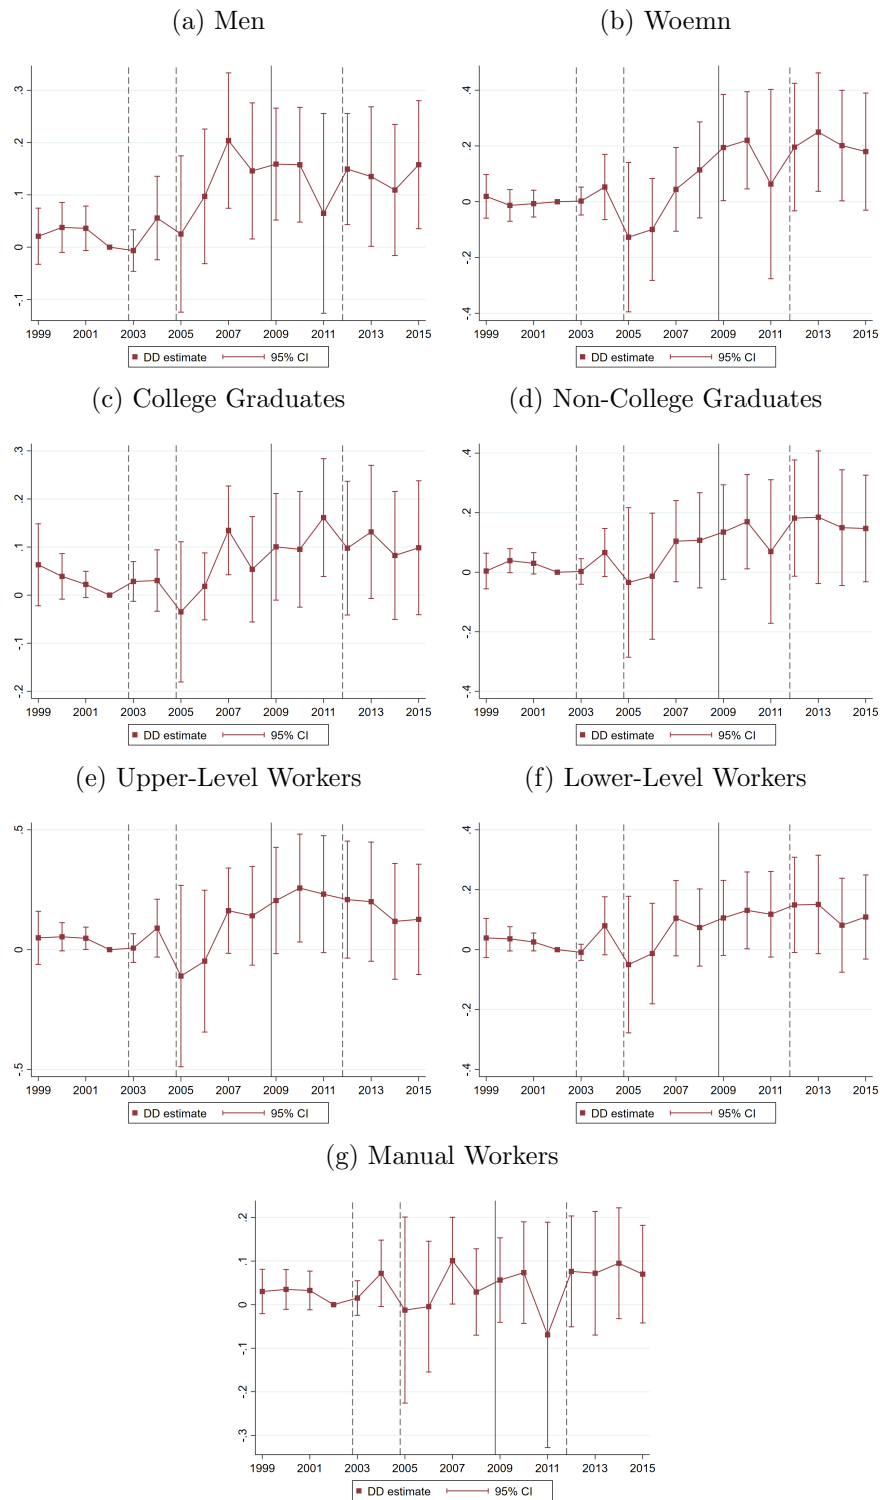 (a) Men
(b) Woemn
-.1 0 .1 .2 .3
1999 2001 2003 2005 2007 2009 2011 2013 2015
DD estimate 95% CI
-.4 -.2 0 .2 .4
1999 2001 2003 2005 2007 2009 2011 2013 2015
DD estimate 95% CI
(c) College Graduates
(d) Non-College Graduates
-.2 -.1 0 .1 .2 .3
1999 2001 2003 2005 2007 2009 2011 2013 2015
DD estimate 95% CI
-.4 -.2 0 .2 .4
1999 2001 2003 2005 2007 2009 2011 2013 2015
DD estimate 95% CI
(e) Upper-Level Workers
(f) Lower-Level Workers
-.5 0 .5
1999 2001 2003 2005 2007 2009 2011 2013 2015
DD estimate 95% CI
-.4 -.2 0 .2 .4
1999 2001 2003 2005 2007 2009 2011 2013 2015
DD estimate 95% CI
(g) Manual Workers
-.3 -.2 -.1 0 .1 .2
1999 2001 2003 2005 2007 2009 2011 2013 2015
DD estimate 95% CI